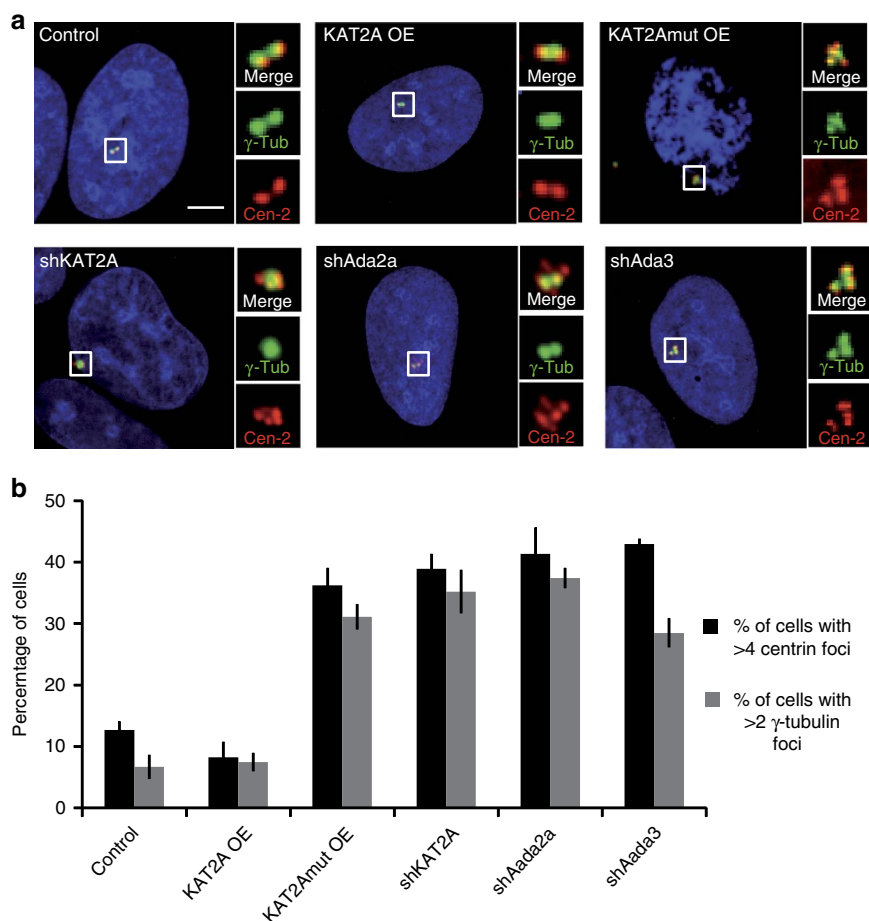 a
Control
Merge
γ-Tub
Cen-2
KAT2A OE
Merge
γ-Tub
Cen-2
KAT2Amut OE
Merge
γ-Tub
Cen-2
shKAT2A
Merge
γ-Tub
Cen-2
shAda2a
Merge
γ-Tub
Cen-2
shAda3
Merge
γ-Tub
Cen-2
b
Percerntage of cells
50
40
30
20
10
0
Control
KAT2A OE
KAT2Amut OE
shKAT2A
shAada2a
shAada3
% of cells with
>4 centrin foci
% of cells with
>2 γ-tubulin
foci